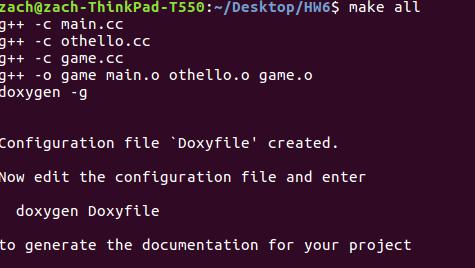 zach@zach-ThinkPad-T550:~/Desktop/HW6$ make all
g++ -c main.cc
g++ -c othello.cc
g++ -c game.cc
g++ -o game main.o othello.o game.o
doxygen -g
Configuration file `Doxyfile' created.
Now edit the configuration file and enter
doxygen Doxyfile
to generate the documentation for your project